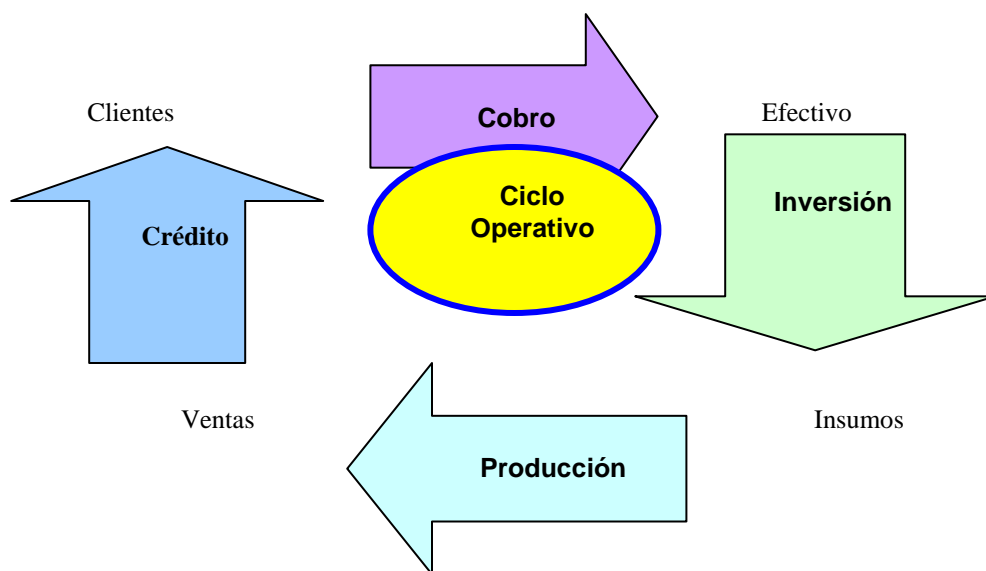 Clientes
Cobro
Efectivo
Crédito
Ciclo
Operativo
Inversión
Ventas
Insumos
Producción